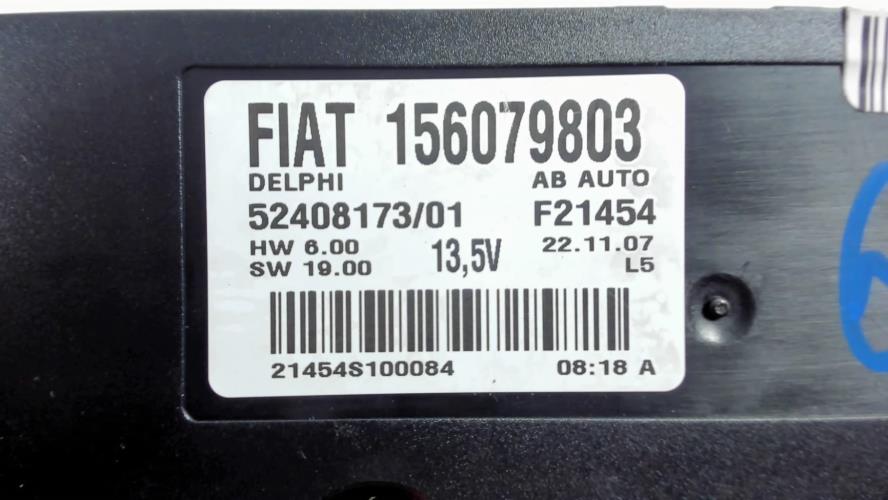 FIAT 156079803
DELPHI AB AUTO
52408173/01 F21454
HW 6.00 13,5V 22.11.07
SW 19.00 L5
21454S100084 08:18 A